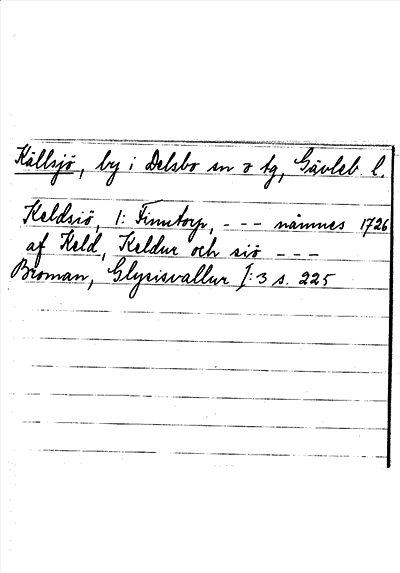 Källsjö, by i Delsbo sn o tg, Gävleb. l.
Keldsiö, l: Finntorp, - - - nämnes 1726
af Keld, Keldur och siö - - -
Broman, Glysisvallur I:3 s. 225